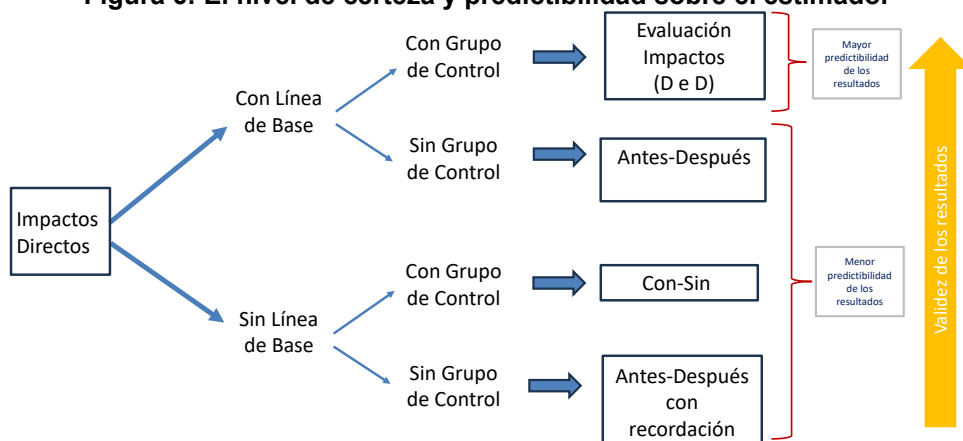 Figura 6. El nivel de certeza y predictibilidad sobre el estimador
Impactos
Directos
Con Línea
de Base
Sin Línea
de Base
Con Grupo
de Control
Sin Grupo
de Control
Con Grupo
de Control
Sin Grupo
de Control
Evaluación
Impactos
(D e D)
Antes-Después
Con-Sin
Antes-Después
con
recordación
Mayor
predictibilidad
de los
resultados
Menor
predictibilidad
de los
resultados
Validez de los resultados